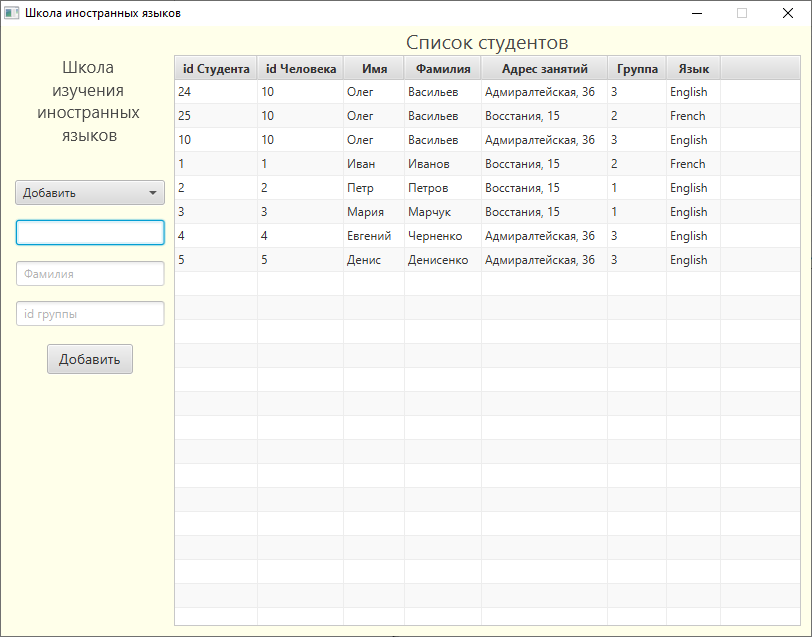 Школа иностранных языков
Список студентов
Школа
изучения
иностранных
языков
Добавить
Фамилия
id группы
Добавить
id Студента id Человека Имя Фамилия Адрес занятий Группа Язык
24 10 Олег Васильев Адмиралтейская, 36 3 English
25 10 Олег Васильев Восстания, 15 2 French
10 10 Олег Васильев Адмиралтейская, 36 3 English
1 1 Иван Иванов Восстания, 15 2 French
2 2 Петр Петров Восстания, 15 1 English
3 3 Мария Марчук Восстания, 15 1 English
4 4 Евгений Черненко Адмиралтейская, 36 3 English
5 5 Денис Денисенко Адмиралтейская, 36 3 English